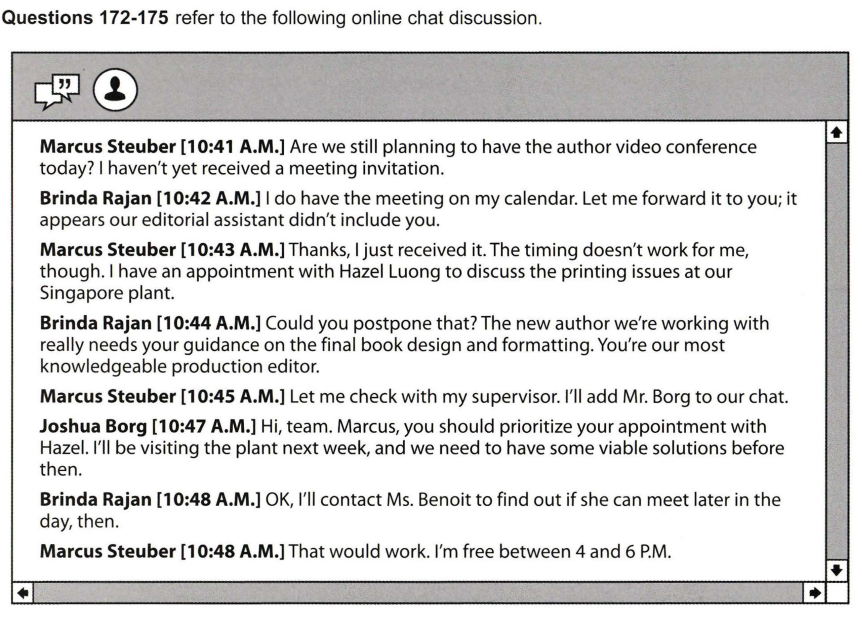 Questions 172-175 refer to the following online chat discussion.
Marcus Steuber [10:41 A.M.] Are we still planning to have the author video conference
today? I haven't yet received a meeting invitation.
Brinda Rajan [10:42 A.M.] I do have the meeting on my calendar. Let me forward it to you; it
appears our editorial assistant didn't include you.
Marcus Steuber [10:43 A.M.] Thanks, I just received it. The timing doesn't work for me,
though. I have an appointment with Hazel Luong to discuss the printing issues at our
Singapore plant.
Brinda Rajan [10:44 A.M.] Could you postpone that? The new author we're working with
really needs your guidance on the final book design and formatting. You're our most
knowledgeable production editor.
Marcus Steuber [10:45 A.M.] Let me check with my supervisor. I'll add Mr. Borg to our chat.
Joshua Borg [10:47 A.M.] Hi, team. Marcus, you should prioritize your appointment with
Hazel. I'll be visiting the plant next week, and we need to have some viable solutions before
then.
Brinda Rajan [10:48 A.M.] OK, I'll contact Ms. Benoit to find out if she can meet later in the
day, then.
Marcus Steuber [10:48 A.M.] That would work. I'm free between 4 and 6 P.M.